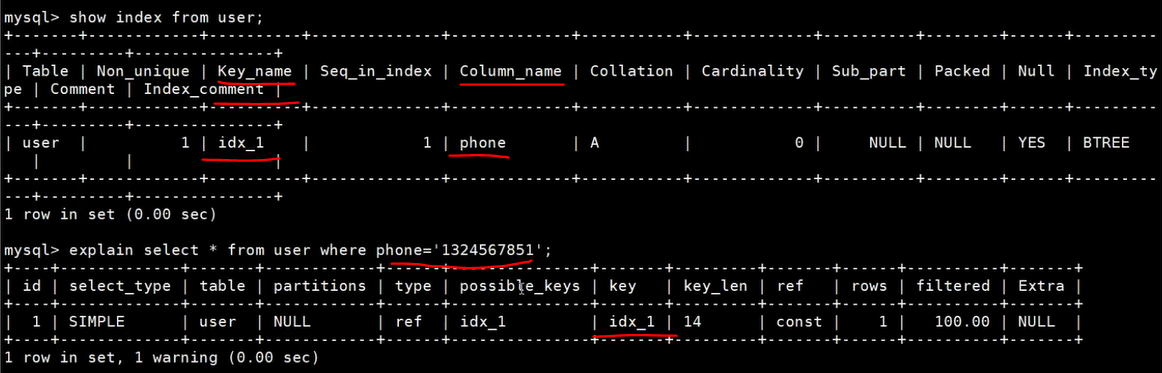 mysql> show index from user;
+-------+------------+----------+--------------+-------------+-----------+-------------+----------+--------+------+---------
---+---------+---------------+
| Table | Non_unique | Key_name | Seq_in_index | Column_name | Collation | Cardinality | Sub_part | Packed | Null | Index_ty
pe | Comment | Index_comment |
+-------+------------+----------+--------------+-------------+-----------+-------------+----------+--------+------+---------
---+---------+---------------+
| user  |          1 | idx_1    |            1 | phone       | A         |           0 |     NULL | NULL   | YES  | BTREE
   |         |               |
+-------+------------+----------+--------------+-------------+-----------+-------------+----------+--------+------+---------
---+---------+---------------+
1 row in set (0.00 sec)
mysql> explain select * from user where phone='1324567851';
+----+-------------+-------+------------+------+---------------+-------+---------+-------+------+----------+-------+
| id | select_type | table | partitions | type | possible_keys | key   | key_len | ref   | rows | filtered | Extra |
+----+-------------+-------+------------+------+---------------+-------+---------+-------+------+----------+-------+
|  1 | SIMPLE      | user  | NULL       | ref  | idx_1         | idx_1 | 14      | const |    1 |   100.00 | NULL  |
+----+-------------+-------+------------+------+---------------+-------+---------+-------+------+----------+-------+
1 row in set, 1 warning (0.00 sec)